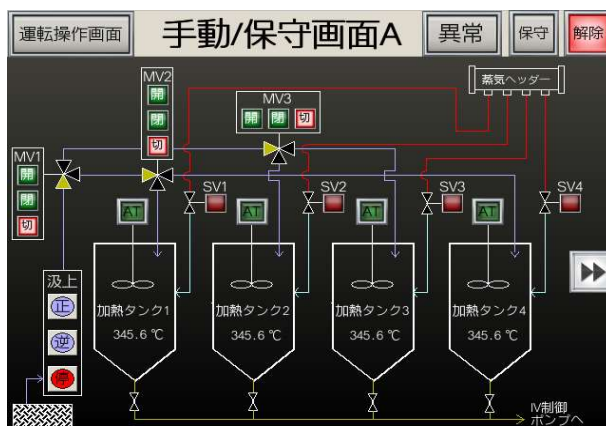 運転操作画面
手動/保守画面A
異常
保守
解除
蒸気ヘッダー
MV2
開
閉
切
MV3
開 閉 切
MV1
開
閉
切
SV1
SV2
SV3
SV4
AT
AT
AT
AT
汲上
正
逆
停
加熱タンク1
345.6 ℃
加熱タンク2
345.6 ℃
加熱タンク3
345.6 ℃
加熱タンク4
345.6 ℃
IV制御
ポンプへ